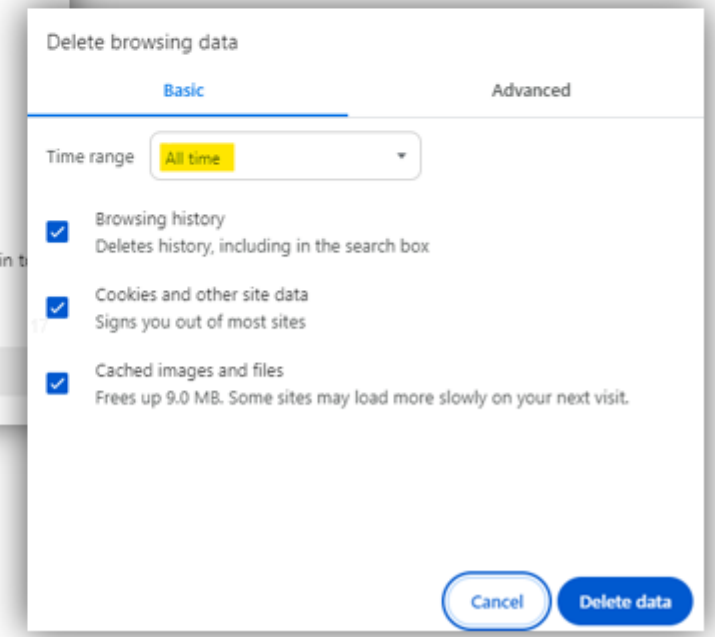 Delete browsing data
Basic Advanced
Time range All time
Browsing history
Deletes history, including in the search box
in t
Cookies and other site data
Signs you out of most sites
17
Cached images and files
Frees up 9.0 MB. Some sites may load more slowly on your next visit.
Cancel Delete data